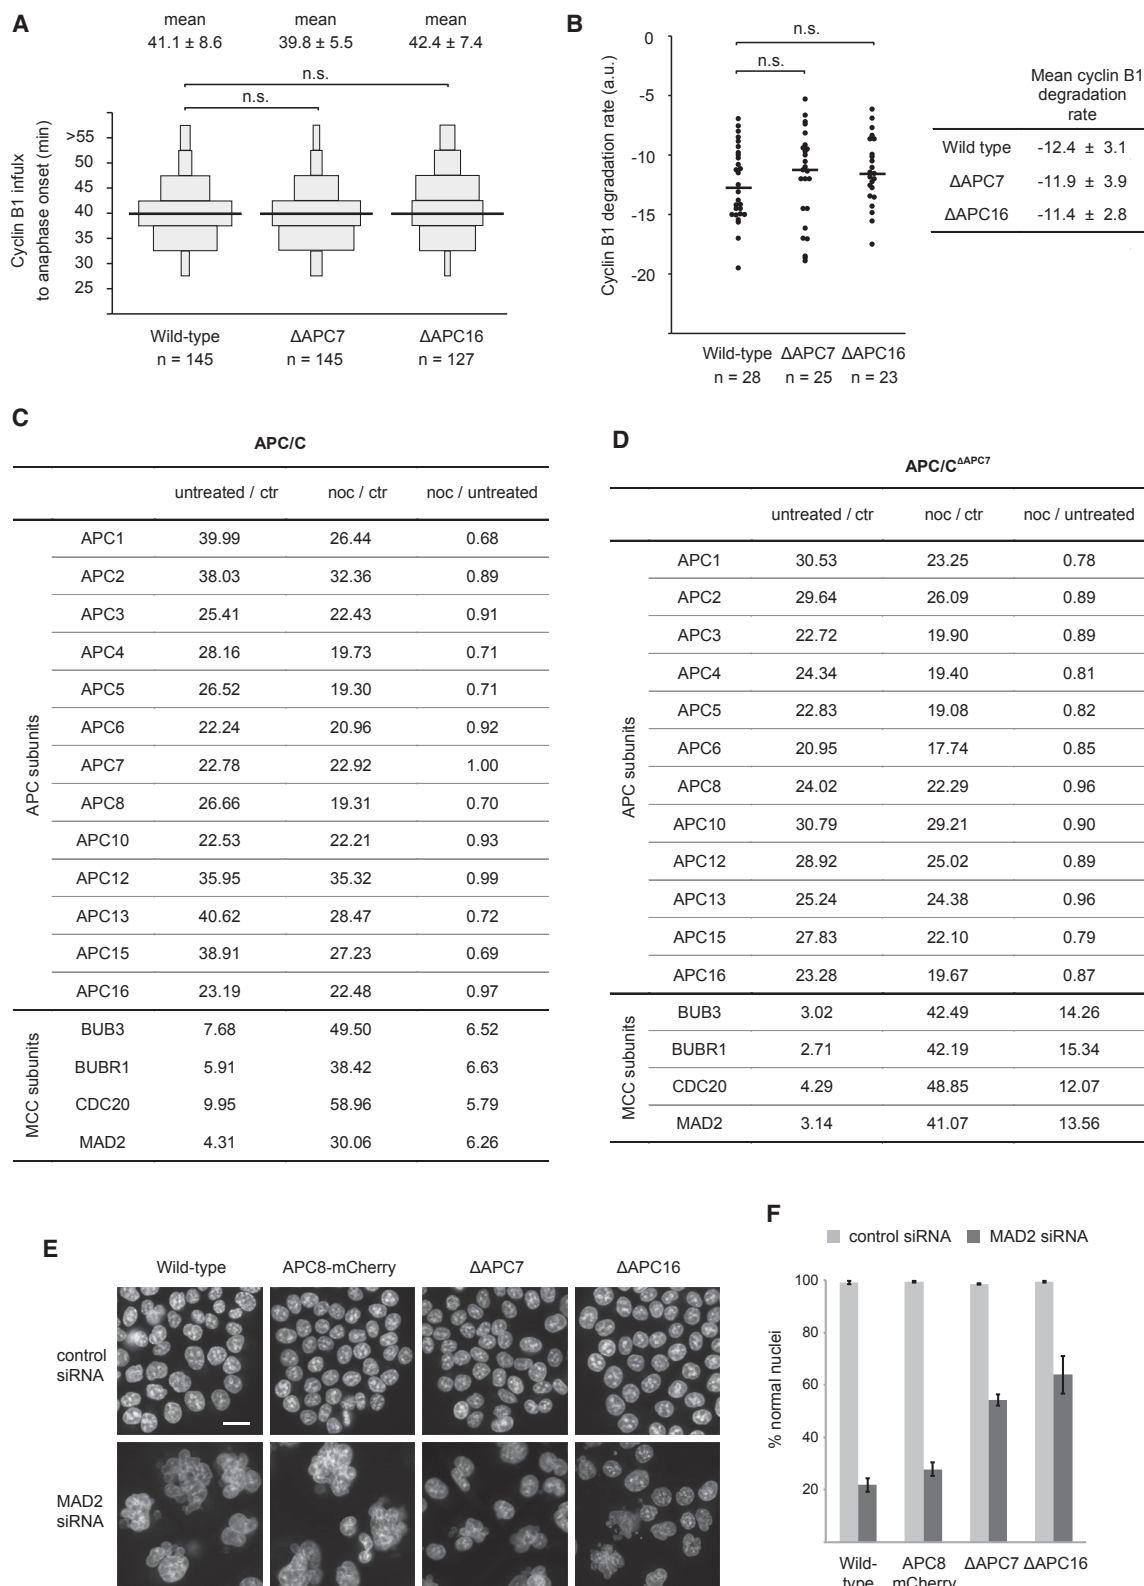 A
mean
41.1 ± 8.6
mean
39.8 ± 5.5
mean
42.4 ± 7.4
n.s.
n.s.
Cyclin B1 infulx
to anaphase onset (min)
>55
50
45
40
35
30
25
Wild-type
n = 145
ΔAPC7
n = 145
ΔAPC16
n = 127
B
n.s.
n.s.
Cyclin B1 degradation rate (a.u.)
0
-5
-10
-15
-20
Wild-type ΔAPC7 ΔAPC16
n = 28 n = 25 n = 23
Mean cyclin B1
degradation
rate
Wild type -12.4 ± 3.1
ΔAPC7 -11.9 ± 3.9
ΔAPC16 -11.4 ± 2.8
C
APC/C
untreated / ctr noc / ctr noc / untreated
APC subunits
APC1 39.99 26.44 0.68
APC2 38.03 32.36 0.89
APC3 25.41 22.43 0.91
APC4 28.16 19.73 0.71
APC5 26.52 19.30 0.71
APC6 22.24 20.96 0.92
APC7 22.78 22.92 1.00
APC8 26.66 19.31 0.70
APC10 22.53 22.21 0.93
APC12 35.95 35.32 0.99
APC13 40.62 28.47 0.72
APC15 38.91 27.23 0.69
APC16 23.19 22.48 0.97
MCC subunits
BUB3 7.68 49.50 6.52
BUBR1 5.91 38.42 6.63
CDC20 9.95 58.96 5.79
MAD2 4.31 30.06 6.26
D
APC/CΔAPC7
untreated / ctr noc / ctr noc / untreated
APC subunits
APC1 30.53 23.25 0.78
APC2 29.64 26.09 0.89
APC3 22.72 19.90 0.89
APC4 24.34 19.40 0.81
APC5 22.83 19.08 0.82
APC6 20.95 17.74 0.85
APC8 24.02 22.29 0.96
APC10 30.79 29.21 0.90
APC12 28.92 25.02 0.89
APC13 25.24 24.38 0.96
APC15 27.83 22.10 0.79
APC16 23.28 19.67 0.87
MCC subunits
BUB3 3.02 42.49 14.26
BUBR1 2.71 42.19 15.34
CDC20 4.29 48.85 12.07
MAD2 3.14 41.07 13.56
E
Wild-type APC8-mCherry ΔAPC7 ΔAPC16
control
siRNA
MAD2
siRNA
F
control siRNA MAD2 siRNA
% normal nuclei
100
80
60
40
20
Wild-
type
APC8
mCherry
ΔAPC7 ΔAPC16